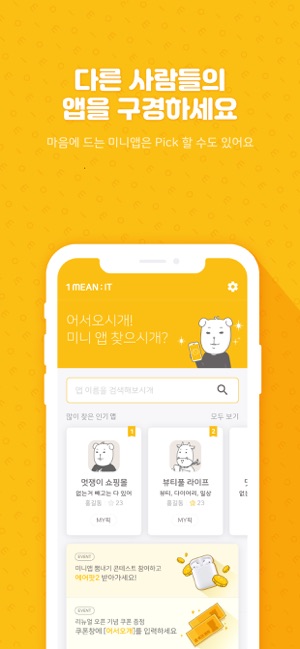 다른 사람들의
앱을 구경하세요
마음에 드는 미니앱은 Pick 할 수도 있어요
1 MEAN : IT
어서오시개!
미니 앱 찾으시개?
앱 이름을 검색해보시개
많이 찾은 인기 앱 모두 보기
1 2
멋쟁이 쇼핑몰 뷰티풀 라이프
없는거 빼고는 다 있어 뷰티, 다이어리, 일상
홍길동 ☆ 23 홍길동 ☆ 23
MY픽 MY픽
EVENT
미니앱 뽐내기 콘테스트 참여하고
에어팟2 받아가세요!
EVENT
리뉴얼 오픈 기념 쿠폰 증정
쿠폰창에 [어서오개]를 입력하세요